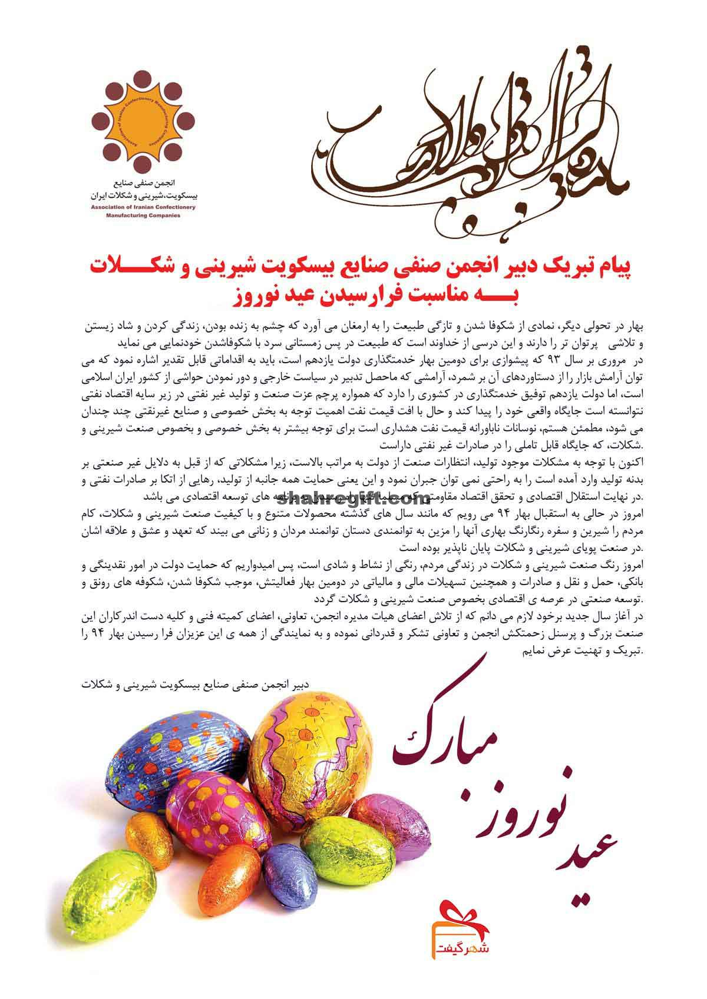 Association of Iranian Confectionery Manufacturing Companies
انجمن صنفی صنایع
بیسکویت، شیرینی و شکلات ایران
Association of Iranian Confectionery
Manufacturing Companies
پیام تبریک دبیر انجمن صنفی صنایع بیسکویت شیرینی و شکـــلات
بـــه مناسبت فرارسیدن عید نوروز
بهار در تحولی دیگر، نمادی از شکوفا شدن و تازگی طبیعت را به ارمغان می آورد که چشم به زنده بودن، زندگی کردن و شاد زیستن
و تلاشی پرتوان تر را دارند و این درسی از خداوند است که طبیعت در پس زمستانی سرد با شکوفاشدن خودنمایی می نماید
در مروری بر سال ۹۳ که پیشوازی برای دومین بهار خدمتگذاری دولت یازدهم است، باید به اقداماتی قابل تقدیر اشاره نمود که می
توان آرامش بازار را از دستاوردهای آن بر شمرد، آرامشی که ماحصل تدبیر در سیاست خارجی و دور نمودن حواشی از کشور ایران اسلامی
است، اما دولت یازدهم توفیق خدمتگذاری در کشوری را دارد که همواره پرچم عزت صنعت و تولید غیر نفتی در زیر سایه اقتصاد نفتی
نتوانسته است جایگاه واقعی خود را پیدا کند و حال با افت قیمت نفت اهمیت توجه به بخش خصوصی و صنایع غیرنقتی چند چندان
می شود، مطمئن هستم، نوسانات ناباورانه قیمت نفت هشداری است برای توجه بیشتر به بخش خصوصی و بخصوص صنعت شیرینی و
.شکلات، که جایگاه قابل تاملی را در صادرات غیر نفتی داراست
اکنون با توجه به مشکلات موجود تولید، انتظارات صنعت از دولت به مراتب بالاست، زیرا مشکلاتی که از قبل به دلایل غیر صنعتی بر
بدنه تولید وارد آمده است را به راحتی نمی توان جبران نمود و این یعنی حمایت همه جانبه از تولید، رهایی از اتکا بر صادرات نفتی و
.در نهایت استقلال اقتصادی و تحقق اقتصاد مقاومتی که مسلما تنها راه رسیدن به برنامه های توسعه اقتصادی می باشد
shahregift.com
امروز در حالی به استقبال بهار ۹۴ می رویم که مانند سال های گذشته محصولات متنوع و با کیفیت صنعت شیرینی و شکلات، کام
مردم را شیرین و سفره رنگارنگ بهاری آنها را مزین به توانمندی دستان توانمند مردان و زنانی می بیند که تعهد و عشق و علاقه اشان
.در صنعت پویای شیرینی و شکلات پایان ناپذیر بوده است
امروز رنگ صنعت شیرینی و شکلات در زندگی مردم، رنگی از نشاط و شادی است، پس امیدواریم که حمایت دولت در امور نقدینگی و
بانکی، حمل و نقل و صادرات و همچنین تسهیلات مالی و مالیاتی در دومین بهار فعالیتش، موجب شکوفا شدن، شکوفه های رونق و
.توسعه صنعتی در عرصه ی اقتصادی بخصوص صنعت شیرینی و شکلات گردد
در آغاز سال جدید برخود لازم می دانم که از تلاش اعضای هیات مدیره انجمن، تعاونی، اعضای کمیته فنی و کلیه دست اندرکاران این
صنعت بزرگ و پرسنل زحمتکش انجمن و تعاونی تشکر و قدردانی نموده و به نمایندگی از همه ی این عزیزان فرا رسیدن بهار ۹۴ را
.تبریک و تهنیت عرض نمایم
دبیر انجمن صنفی صنایع بیسکویت شیرینی و شکلات
عید نوروز مبارک
شهر گیفت